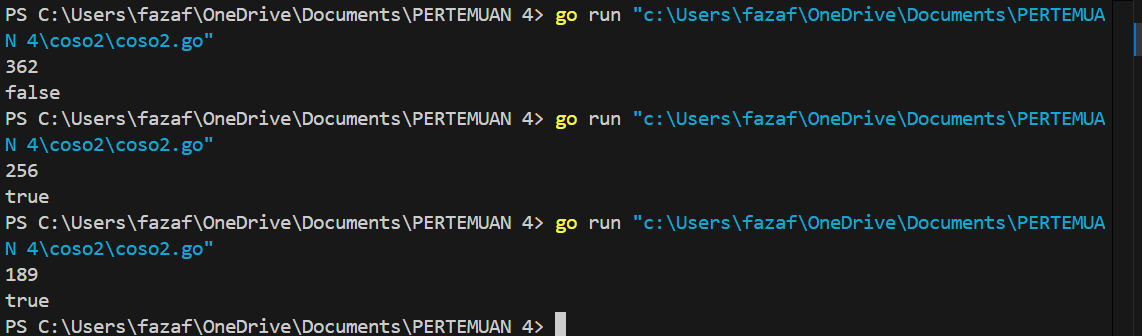 PS C:\Users\fazaf\OneDrive\Documents\PERTEMUAN 4> go run "c:\Users\fazaf\OneDrive\Documents\PERTEMUA
N 4\coso2\coso2.go"
362
false
PS C:\Users\fazaf\OneDrive\Documents\PERTEMUAN 4> go run "c:\Users\fazaf\OneDrive\Documents\PERTEMUA
N 4\coso2\coso2.go"
256
true
PS C:\Users\fazaf\OneDrive\Documents\PERTEMUAN 4> go run "c:\Users\fazaf\OneDrive\Documents\PERTEMUA
N 4\coso2\coso2.go"
189
true
PS C:\Users\fazaf\OneDrive\Documents\PERTEMUAN 4>